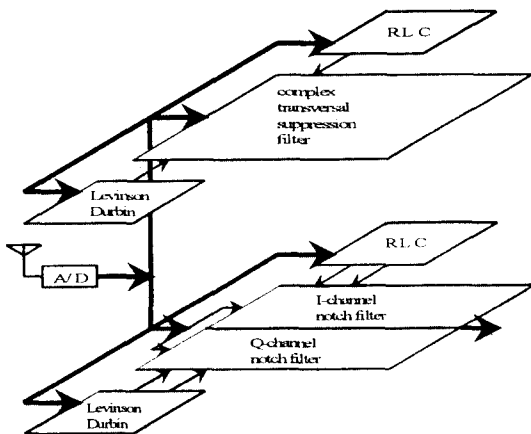 RLC
complex
transversal
suppression
filter
Levinson
Durbin
A/D
RLC
I-channel
notch filter
Q-channel
notch filter
Levinson
Durbin